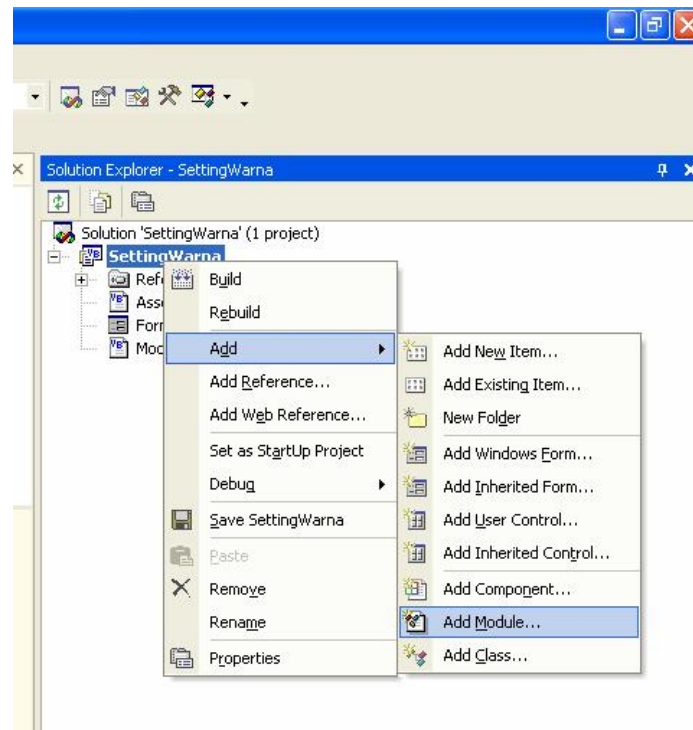 Solution Explorer - SettingWarna
Solution 'SettingWarna' (1 project)
SettingWarna
Build
Rebuild
Add
Add Reference...
Add Web Reference...
Set as StartUp Project
Debug
Save SettingWarna
Paste
Remove
Rename
Properties
Add New Item...
Add Existing Item...
New Folder
Add Windows Form...
Add Inherited Form...
Add User Control...
Add Inherited Control...
Add Component...
Add Module...
Add Class...